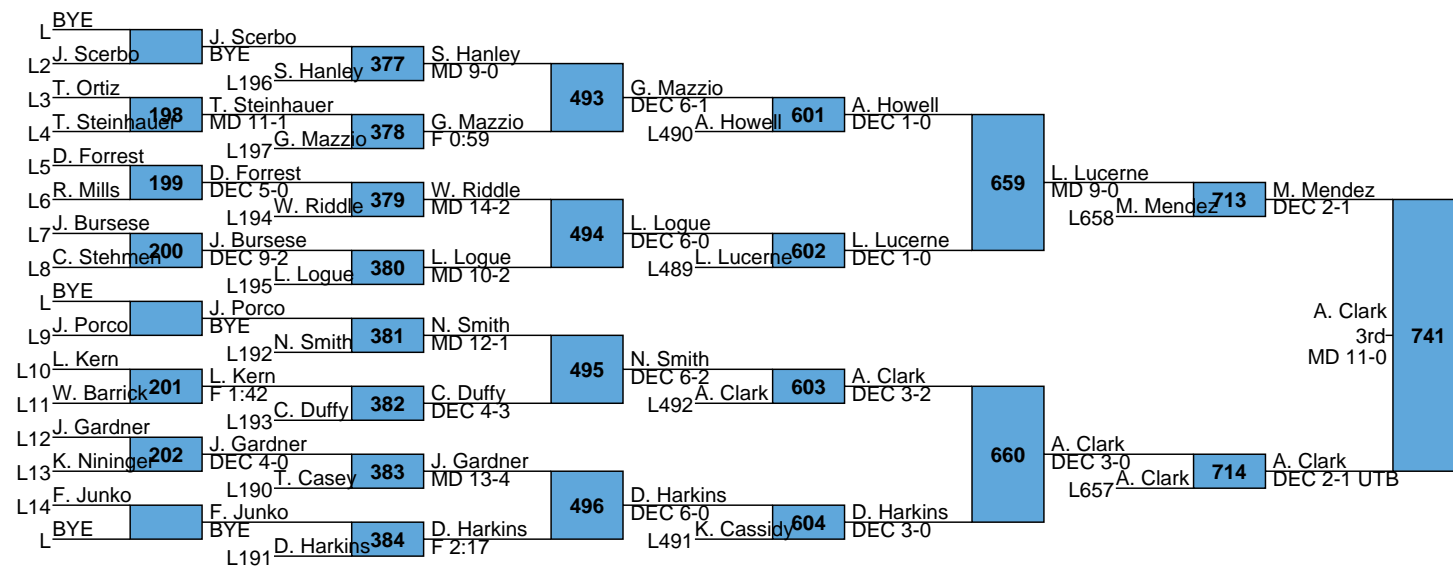 BYE
L
J. Scerbo
L2
J. Scerbo
BYE
S. Hanley
L196
377
S. Hanley
MD 9-0
T. Ortiz
L3
198
T. Steinhauer
L4
T. Steinhauer
MD 11-1
G. Mazzio
L197
378
G. Mazzio
F 0:59
493
G. Mazzio
DEC 6-1
A. Howell
L490
601
A. Howell
DEC 1-0
D. Forrest
L5
199
R. Mills
L6
D. Forrest
DEC 5-0
W. Riddle
L194
379
W. Riddle
MD 14-2
J. Bursese
L7
200
C. Stehmen
L8
J. Bursese
DEC 9-2
L. Logue
L195
380
L. Logue
MD 10-2
494
L. Logue
DEC 6-0
L. Lucerne
L489
602
L. Lucerne
DEC 1-0
659
L. Lucerne
MD 9-0
M. Mendez
L658
713
M. Mendez
DEC 2-1
BYE
L
J. Porco
L9
J. Porco
BYE
N. Smith
L192
381
N. Smith
MD 12-1
L. Kern
L10
201
W. Barrick
L11
L. Kern
F 1:42
C. Duffy
L193
382
C. Duffy
DEC 4-3
495
N. Smith
DEC 6-2
A. Clark
L492
603
A. Clark
DEC 3-2
J. Gardner
L12
202
K. Nininger
L13
J. Gardner
DEC 4-0
T. Casey
L190
383
J. Gardner
MD 13-4
F. Junko
L14
BYE
L
F. Junko
BYE
D. Harkins
L191
384
D. Harkins
F 2:17
496
D. Harkins
DEC 6-0
K. Cassidy
L491
604
D. Harkins
DEC 3-0
660
A. Clark
DEC 3-0
A. Clark
L657
714
A. Clark
DEC 2-1 UTB
741
A. Clark
3rd
MD 11-0